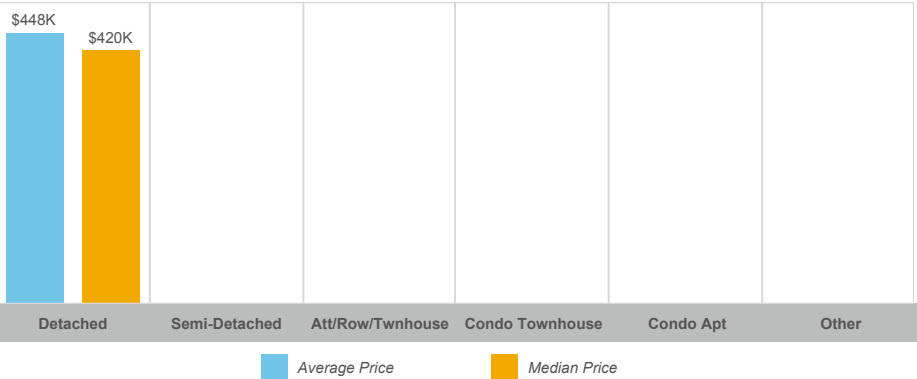 $448K
$420K
Detached Semi-Detached Att/Row/Twnhouse Condo Townhouse Condo Apt Other
Average Price Median Price